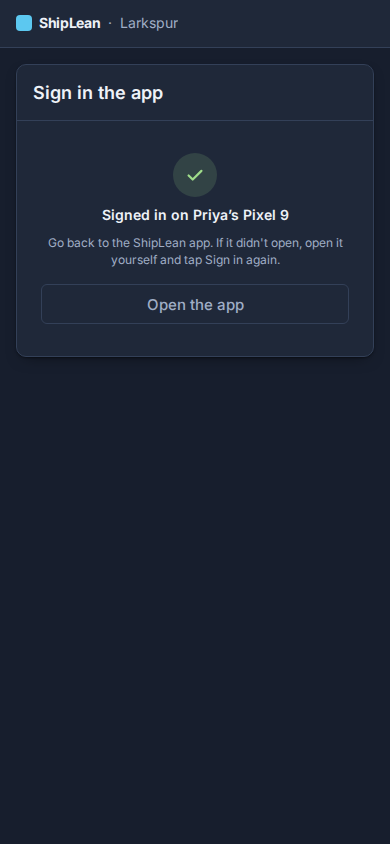 ShipLean · Larkspur
Sign in the app
Signed in on Priya’s Pixel 9
Go back to the ShipLean app. If it didn't open, open it
yourself and tap Sign in again.
Open the app